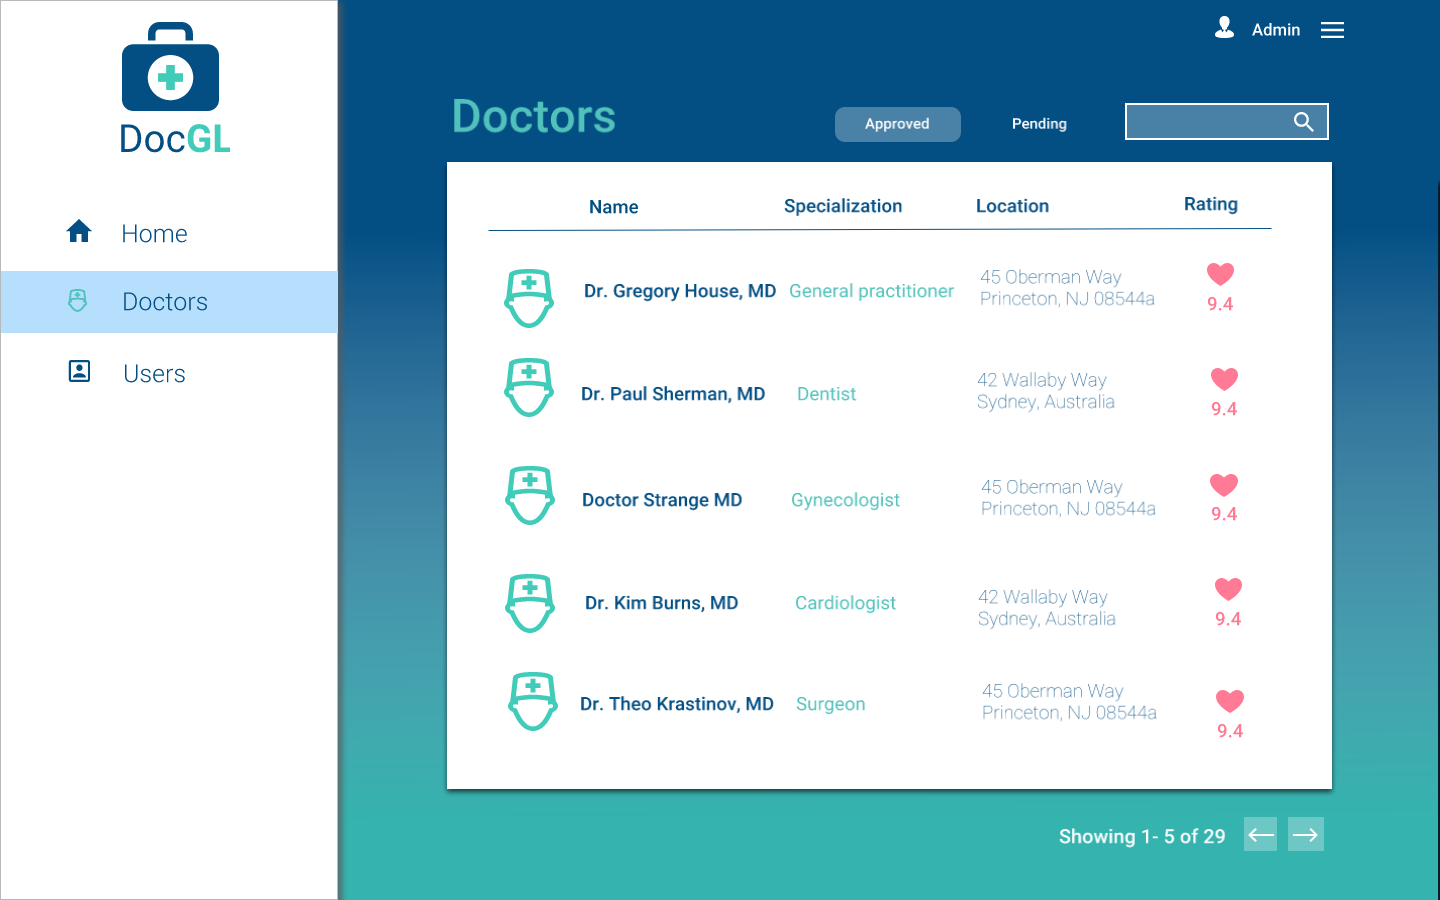 DocGL
Home
Doctors
Users
Admin
Doctors
Approved
Pending
Name Specialization Location Rating
Dr. Gregory House, MD General practitioner
45 Oberman Way
Princeton, NJ 08544a
9.4
Dr. Paul Sherman, MD Dentist
42 Wallaby Way
Sydney, Australia
9.4
Doctor Strange MD Gynecologist
45 Oberman Way
Princeton, NJ 08544a
9.4
Dr. Kim Burns, MD Cardiologist
42 Wallaby Way
Sydney, Australia
9.4
Dr. Theo Krastinov, MD Surgeon
45 Oberman Way
Princeton, NJ 08544a
9.4
Showing 1- 5 of 29